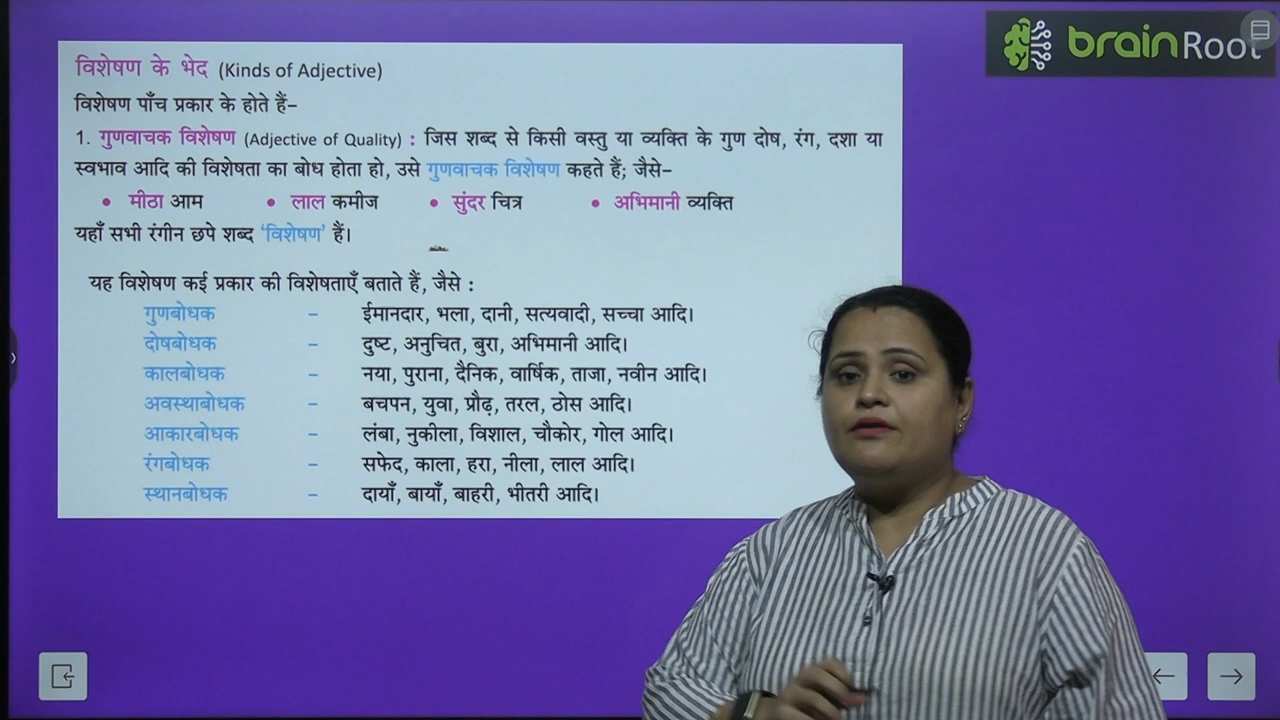 brainRoot
विशेषण के भेद (Kinds of Adjective)
विशेषण पाँच प्रकार के होते हैं–
1. गुणवाचक विशेषण (Adjective of Quality) : जिस शब्द से किसी वस्तु या व्यक्ति के गुण दोष, रंग, दशा या
स्वभाव आदि की विशेषता का बोध होता हो, उसे गुणवाचक विशेषण कहते हैं; जैसे–
• मीठा आम • लाल कमीज • सुंदर चित्र • अभिमानी व्यक्ति
यहाँ सभी रंगीन छपे शब्द 'विशेषण' हैं।
यह विशेषण कई प्रकार की विशेषताएँ बताते हैं, जैसे :
गुणबोधक – ईमानदार, भला, दानी, सत्यवादी, सच्चा आदि।
दोषबोधक – दुष्ट, अनुचित, बुरा, अभिमानी आदि।
कालबोधक – नया, पुराना, दैनिक, वार्षिक, ताजा, नवीन आदि।
अवस्थाबोधक – बचपन, युवा, प्रौढ़, तरल, ठोस आदि।
आकारबोधक – लंबा, नुकीला, विशाल, चौकोर, गोल आदि।
रंगबोधक – सफेद, काला, हरा, नीला, लाल आदि।
स्थानबोधक – दायाँ, बायाँ, बाहरी, भीतरी आदि।